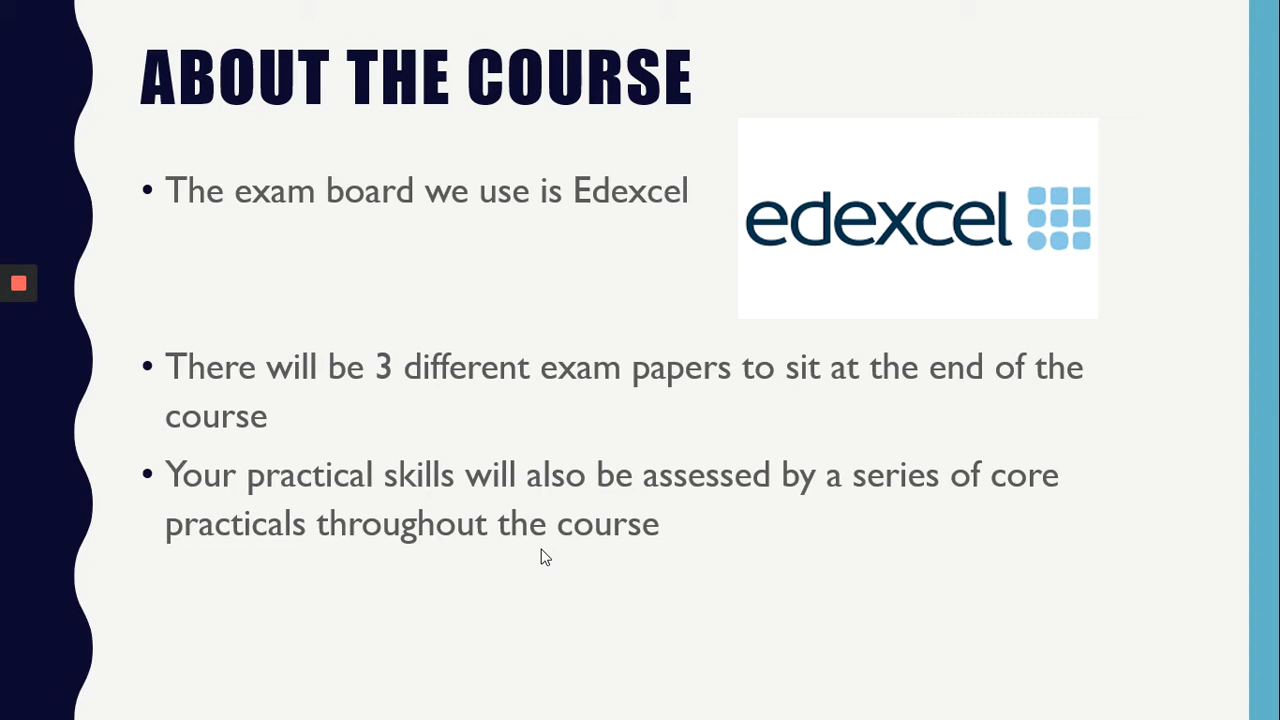 ABOUT THE COURSE
• The exam board we use is Edexcel
edexcel
• There will be 3 different exam papers to sit at the end of the
course
• Your practical skills will also be assessed by a series of core
practicals throughout the course